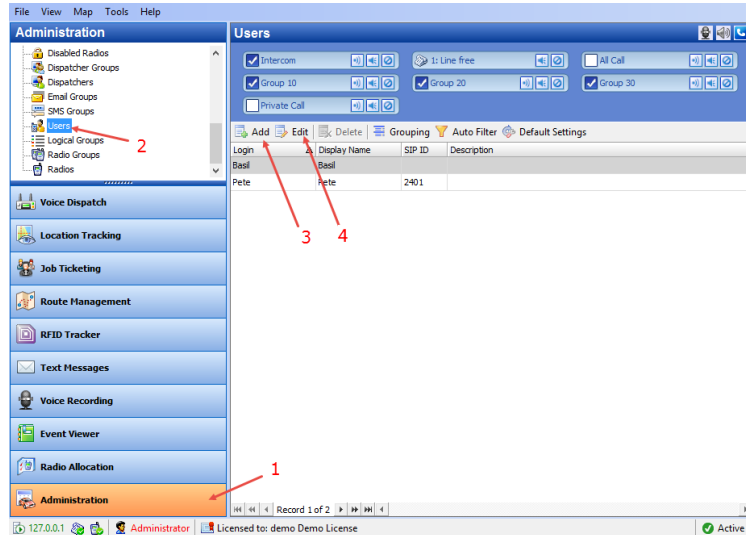 File View Map Tools Help
Administration
Disabled Radios
Dispatcher Groups
Dispatchers
Email Groups
SMS Groups
Users
Logical Groups
Radio Groups
Radios
2
Voice Dispatch
Location Tracking
Job Ticketing
Route Management
RFID Tracker
Text Messages
Voice Recording
Event Viewer
Radio Allocation
Administration
1
Users
Intercom
1: Line free
All Call
Group 10
Group 20
Group 30
Private Call
Add Edit Delete Grouping Auto Filter Default Settings
Login Display Name SIP ID Description
Basil Basil
Pete Pete 2401
3 4
Record 1 of 2
127.0.0.1 Administrator Licensed to: demo Demo License Active